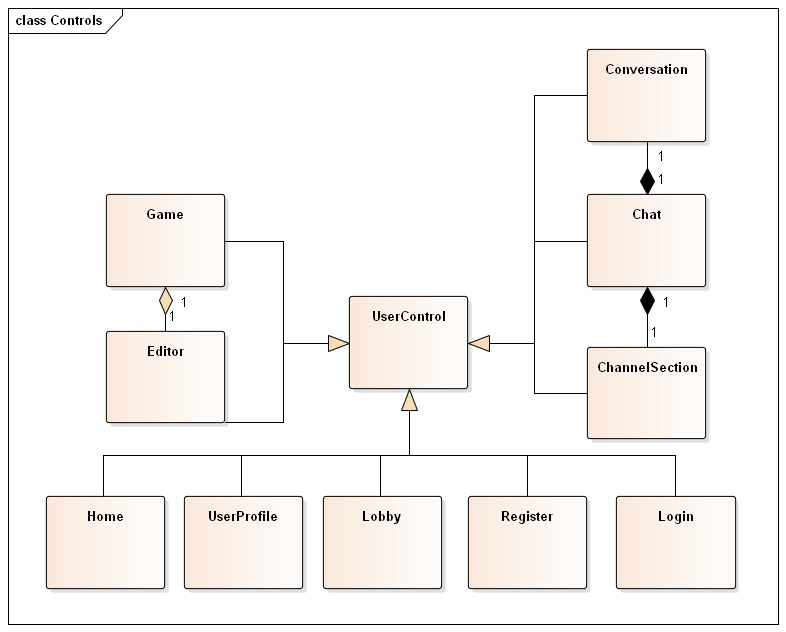 class Controls
Conversation
1
1
Game
Chat
1
1
1
1
UserControl
Editor
ChannelSection
Home
UserProfile
Lobby
Register
Login